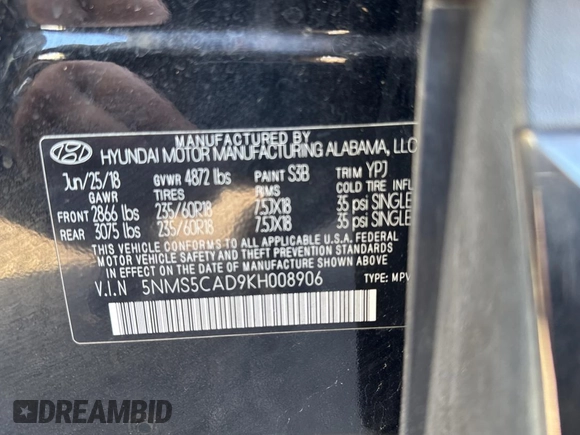 MANUFACTURED BY
HYUNDAI MOTOR MANUFACTURING ALABAMA, LLC
Jun/25/18 GVWR 4872 lbs PAINT S3B TRIM YPJ
GAWR TIRES RIMS COLD TIRE INFL
FRONT 2866 lbs 235/60R18 7.5JX18 35 psi SINGLE
REAR 3075 lbs 235/60R18 7.5JX18 35 psi SINGLE
THIS VEHICLE CONFORMS TO ALL APPLICABLE U.S.A. FEDERAL
MOTOR VEHICLE SAFETY AND THEFT PREVENTION STANDARDS
IN EFFECT ON THE DATE OF MANUFACTURE SHOWN ABOVE.
V.I.N 5NMS5CAD9KH008906 TYPE: MPV
DREAMBID